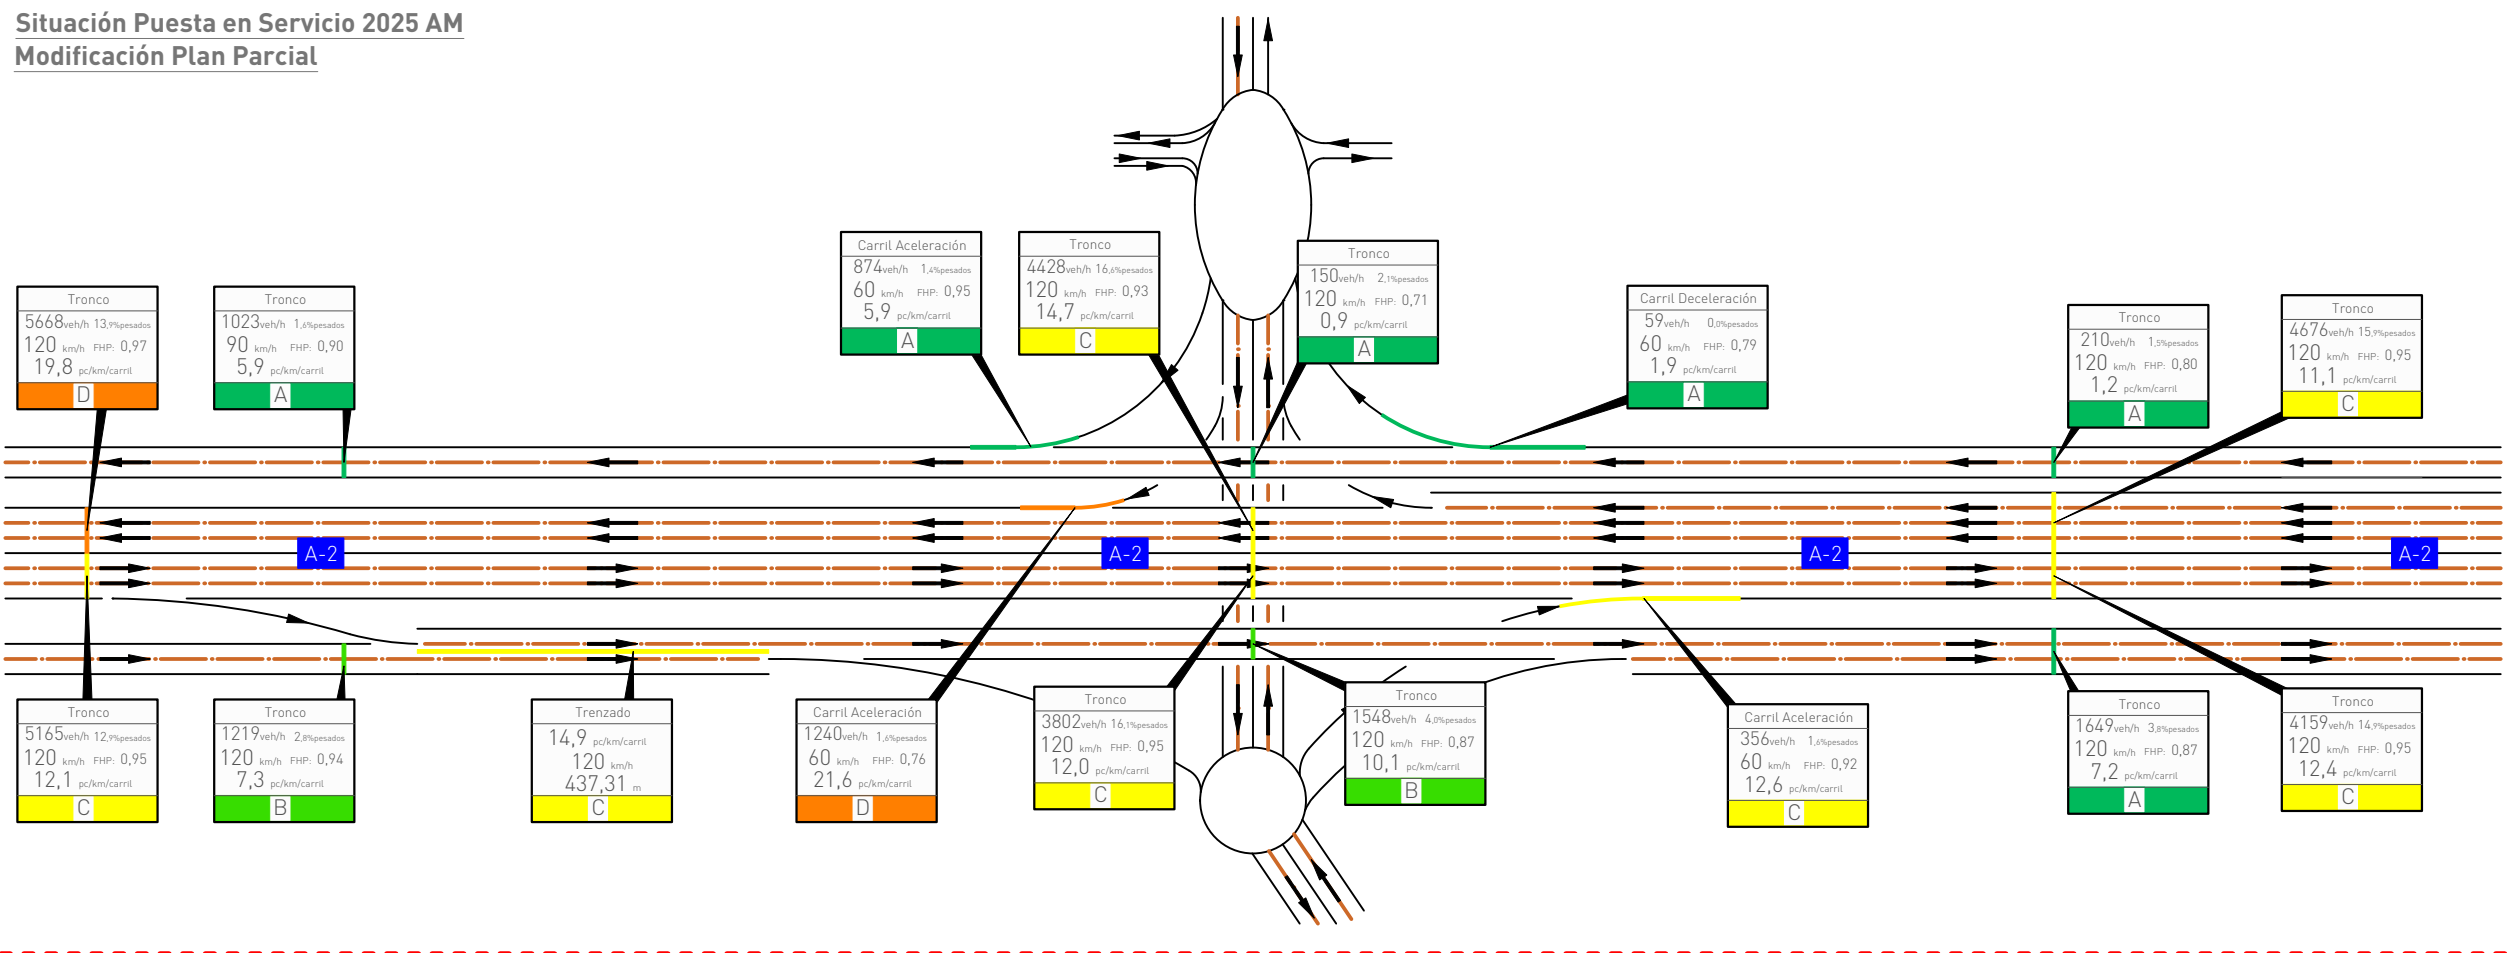 Situación Puesta en Servicio 2025 AM
Modificación Plan Parcial
Carril Aceleración
874veh/h 1,4%pesados
60 km/h FHP: 0,95
5,9 pc/km/carril
A
Tronco
4428veh/h 16,6%pesados
120 km/h FHP: 0,93
14,7 pc/km/carril
C
Tronco
150veh/h 2,1%pesados
120 km/h FHP: 0,71
0,9 pc/km/carril
A
Tronco
5668veh/h 13,9%pesados
120 km/h FHP: 0,97
19,8 pc/km/carril
D
Tronco
1023veh/h 1,6%pesados
90 km/h FHP: 0,90
5,9 pc/km/carril
A
Carril Deceleración
59veh/h 0,0%pesados
60 km/h FHP: 0,79
1,9 pc/km/carril
A
Tronco
210veh/h 1,5%pesados
120 km/h FHP: 0,80
1,2 pc/km/carril
A
Tronco
4676veh/h 15,9%pesados
120 km/h FHP: 0,95
11,1 pc/km/carril
C
A-2
A-2
A-2
A-2
Tronco
5165veh/h 12,9%pesados
120 km/h FHP: 0,95
12,1 pc/km/carril
C
Tronco
1219veh/h 2,8%pesados
120 km/h FHP: 0,94
7,3 pc/km/carril
B
Trenzado
14,9 pc/km/carril
120 km/h
437,31 m
C
Carril Aceleración
1240veh/h 1,6%pesados
60 km/h FHP: 0,76
21,6 pc/km/carril
D
Tronco
3802veh/h 16,1%pesados
120 km/h FHP: 0,95
12,0 pc/km/carril
C
Tronco
1548veh/h 4,0%pesados
120 km/h FHP: 0,87
10,1 pc/km/carril
B
Carril Aceleración
356veh/h 1,6%pesados
60 km/h FHP: 0,92
12,6 pc/km/carril
C
Tronco
1649veh/h 3,8%pesados
120 km/h FHP: 0,87
7,2 pc/km/carril
A
Tronco
4159veh/h 14,9%pesados
120 km/h FHP: 0,95
12,4 pc/km/carril
C